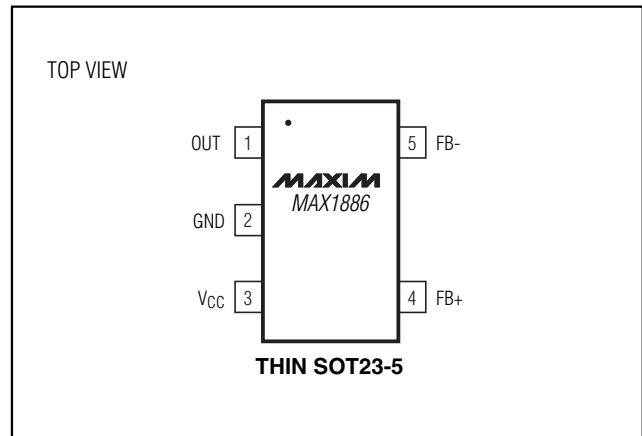 TOP VIEW
OUT 1
5 FB-
MAXIM
MAX1886
GND 2
VCC 3
4 FB+
THIN SOT23-5